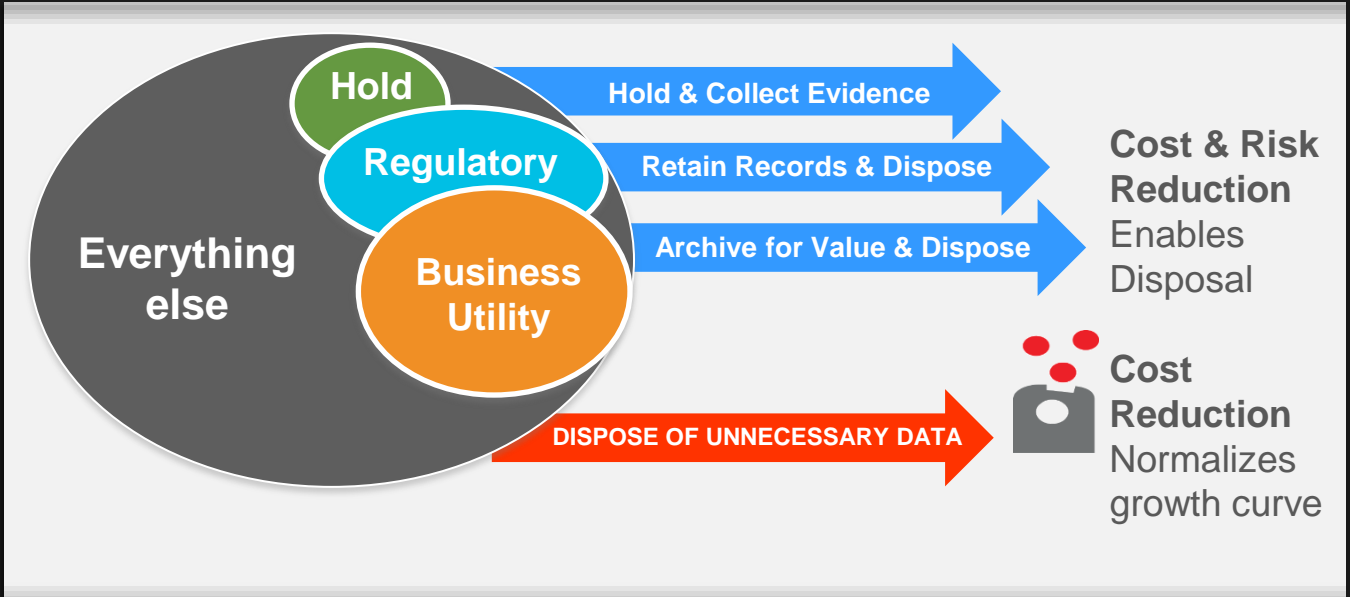 Hold
Regulatory
Everything
else
Business
Utility
Hold & Collect Evidence
Retain Records & Dispose
Archive for Value & Dispose
DISPOSE OF UNNECESSARY DATA
Cost & Risk
Reduction
Enables
Disposal
Cost
Reduction
Normalizes
growth curve